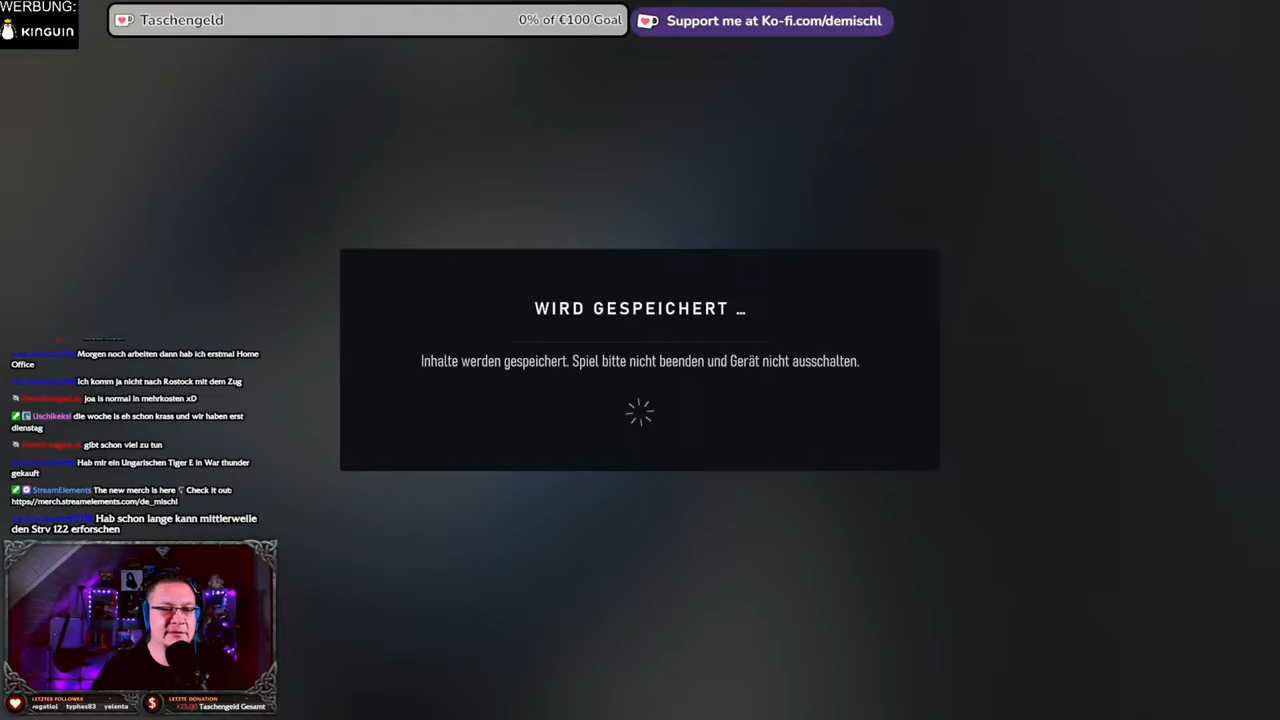 WERBUNG:
KINGUIN
Taschengeld
0% of €100 Goal
Support me at Ko-fi.com/demischl
WIRD GESPEICHERT …
Inhalte werden gespeichert. Spiel bitte nicht beenden und Gerät nicht ausschalten.
Morgen noch arbeiten dann hab ich erstmal Home
Office
Ich komm ja nicht nach Rostock mit dem Zug
joa is normal in mehrkosten xD
Uschikeksi die woche is eh schon krass und wir haben erst
dienstag
gibt schon viel zu tun
Hab mir ein Ungarischen Tiger E in War thunder
gekauft
StreamElements The new merch is here Check it out:
https://merch.streamelements.com/de_mischl
Hab schon lange kann mittlerweile
den Strv 122 erforschen
LETZTER FOLLOWER
regatlol typhes83 yolanta
LETZTE DONATION
Taschengeld Gesamt